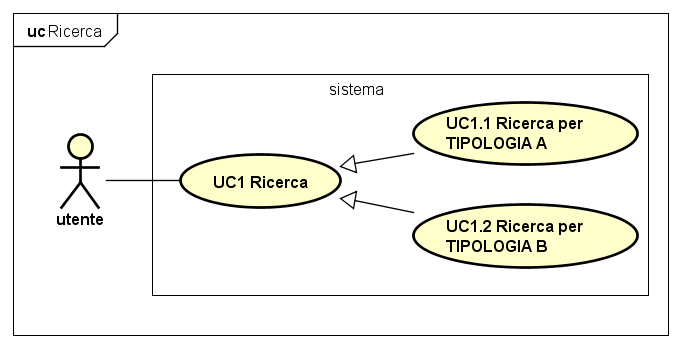 uc Ricerca
sistema
UC1.1 Ricerca per
TIPOLOGIA A
UC1 Ricerca
utente
UC1.2 Ricerca per
TIPOLOGIA B